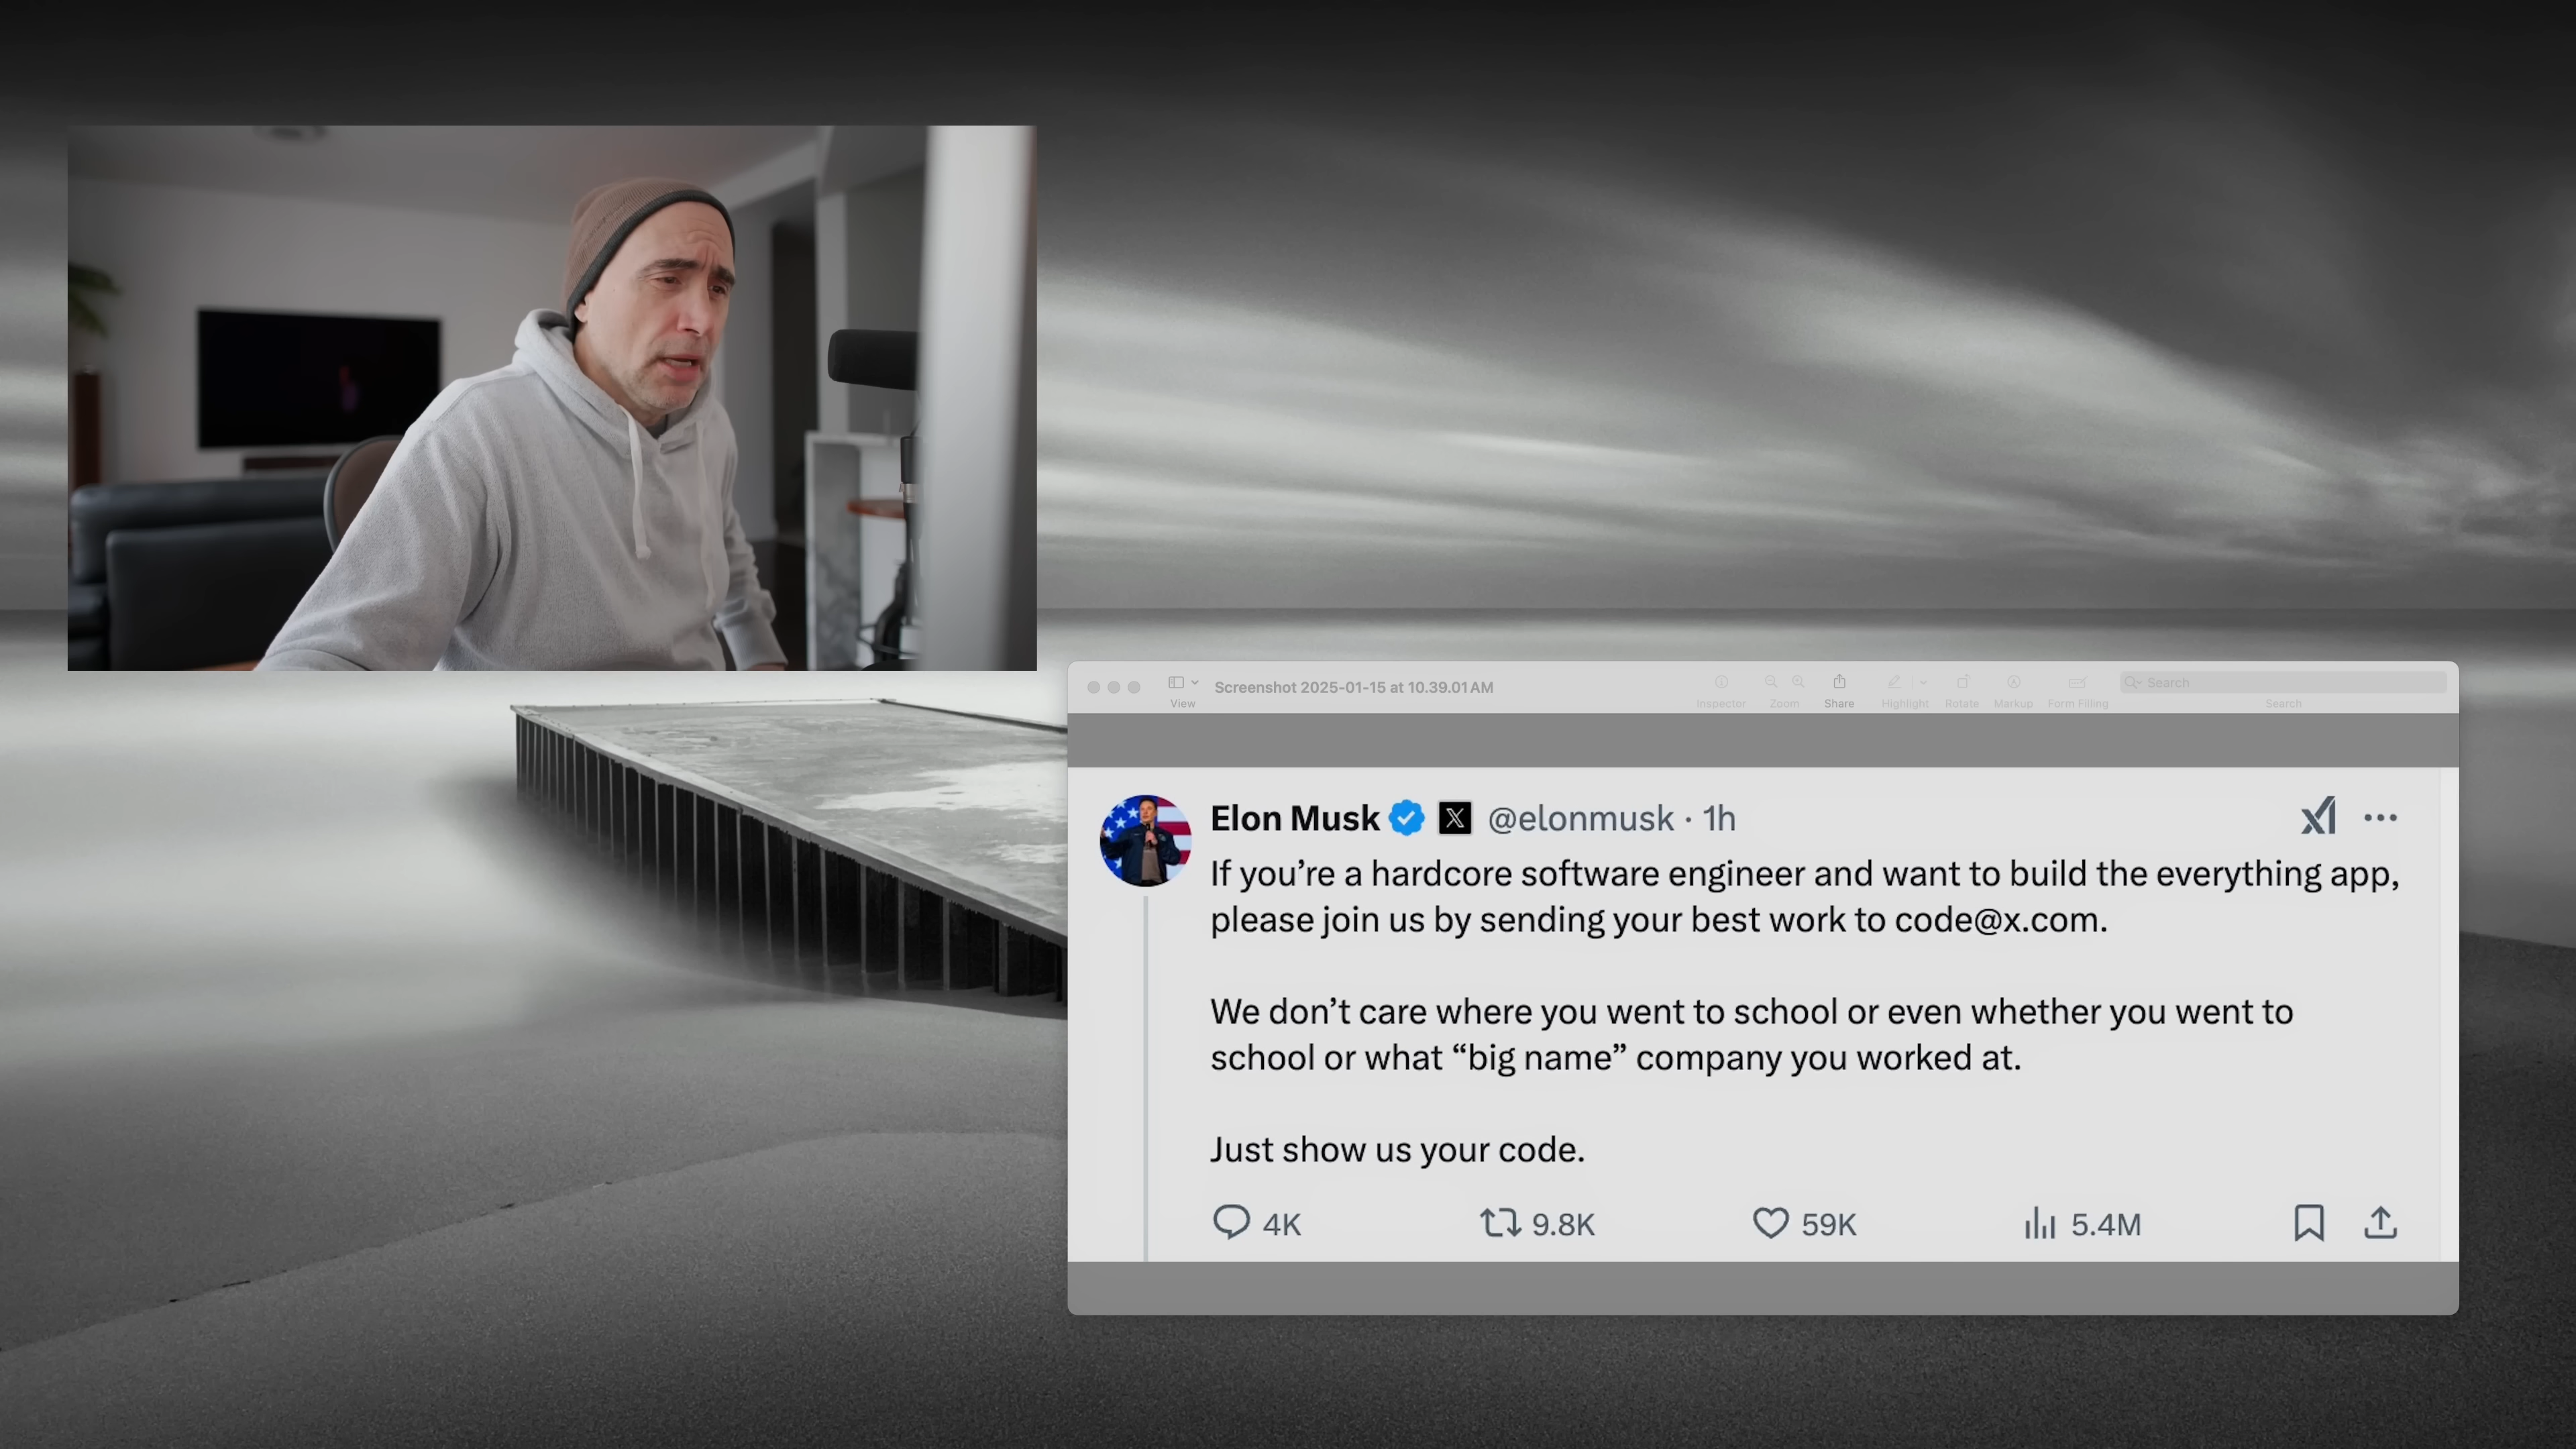 Screenshot 2025-01-15 at 10.39.01 AM
View
Inspector
Zoom
Share
Highlight
Rotate
Markup
Form Filling
Search
Search
Elon Musk X @elonmusk · 1h
If you’re a hardcore software engineer and want to build the everything app,
please join us by sending your best work to code@x.com.
We don’t care where you went to school or even whether you went to
school or what “big name” company you worked at.
Just show us your code.
4K 9.8K 59K 5.4M